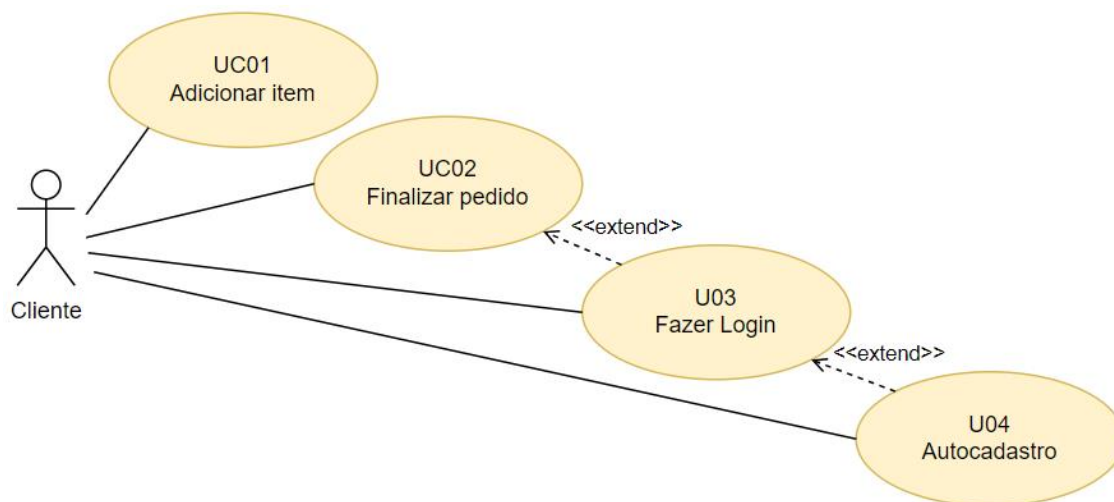 UC01
Adicionar item
UC02
Finalizar pedido
<<extend>>
U03
Fazer Login
Cliente
<<extend>>
U04
Autocadastro